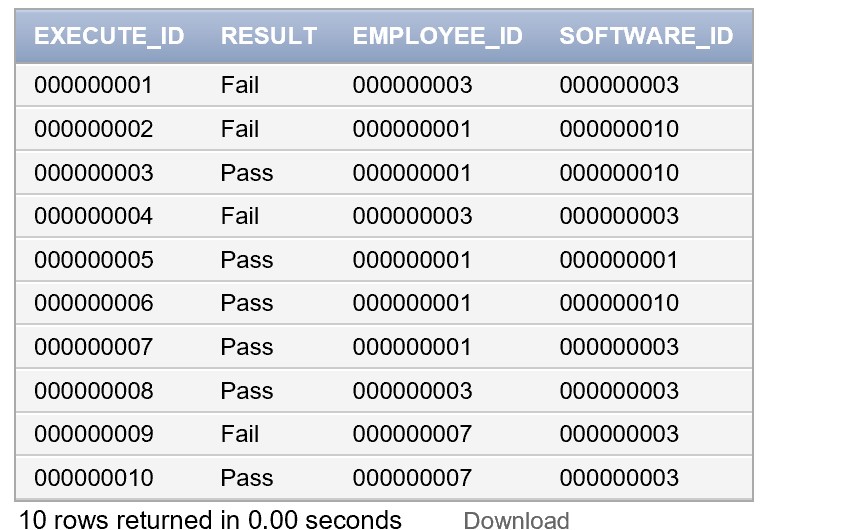 EXECUTE_ID RESULT EMPLOYEE_ID SOFTWARE_ID
000000001 Fail 000000003 000000003
000000002 Fail 000000001 000000010
000000003 Pass 000000001 000000010
000000004 Fail 000000003 000000003
000000005 Pass 000000001 000000001
000000006 Pass 000000001 000000010
000000007 Pass 000000001 000000003
000000008 Pass 000000003 000000003
000000009 Fail 000000007 000000003
000000010 Pass 000000007 000000003
10 rows returned in 0.00 seconds Download